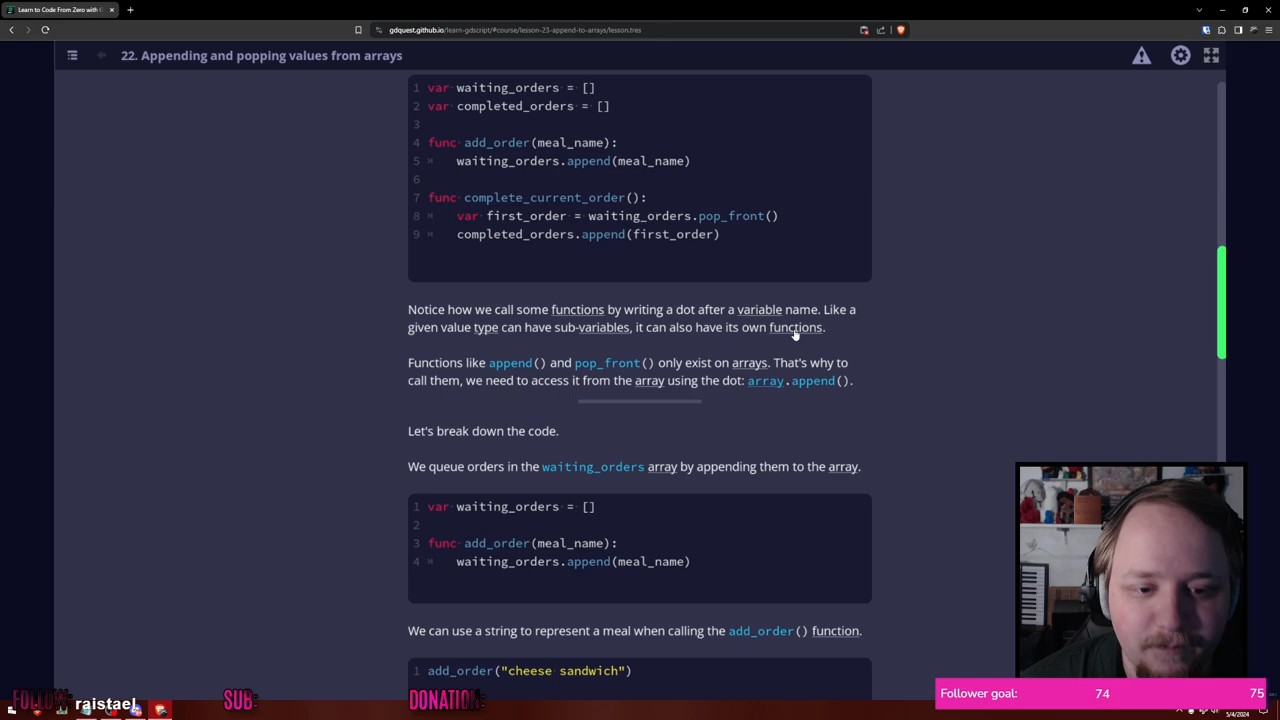 Learn to Code From Zero with
gdquest.github.io/learn-gdscript/#course/lesson-23-append-to-arrays/lesson.tres
22. Appending and popping values from arrays
1 var waiting_orders = []
2 var completed_orders = []
3
4 func add_order(meal_name):
5 waiting_orders.append(meal_name)
6
7 func complete_current_order():
8 var first_order = waiting_orders.pop_front()
9 completed_orders.append(first_order)
Notice how we call some functions by writing a dot after a variable name. Like a
given value type can have sub-variables, it can also have its own functions.
Functions like append() and pop_front() only exist on arrays. That's why to
call them, we need to access it from the array using the dot: array.append().
Let's break down the code.
We queue orders in the waiting_orders array by appending them to the array.
1 var waiting_orders = []
2
3 func add_order(meal_name):
4 waiting_orders.append(meal_name)
We can use a string to represent a meal when calling the add_order() function.
1 add_order("cheese sandwich")
FOLLOW: raistael SUB: DONATION:
Follower goal: 74 75
5/4/2024